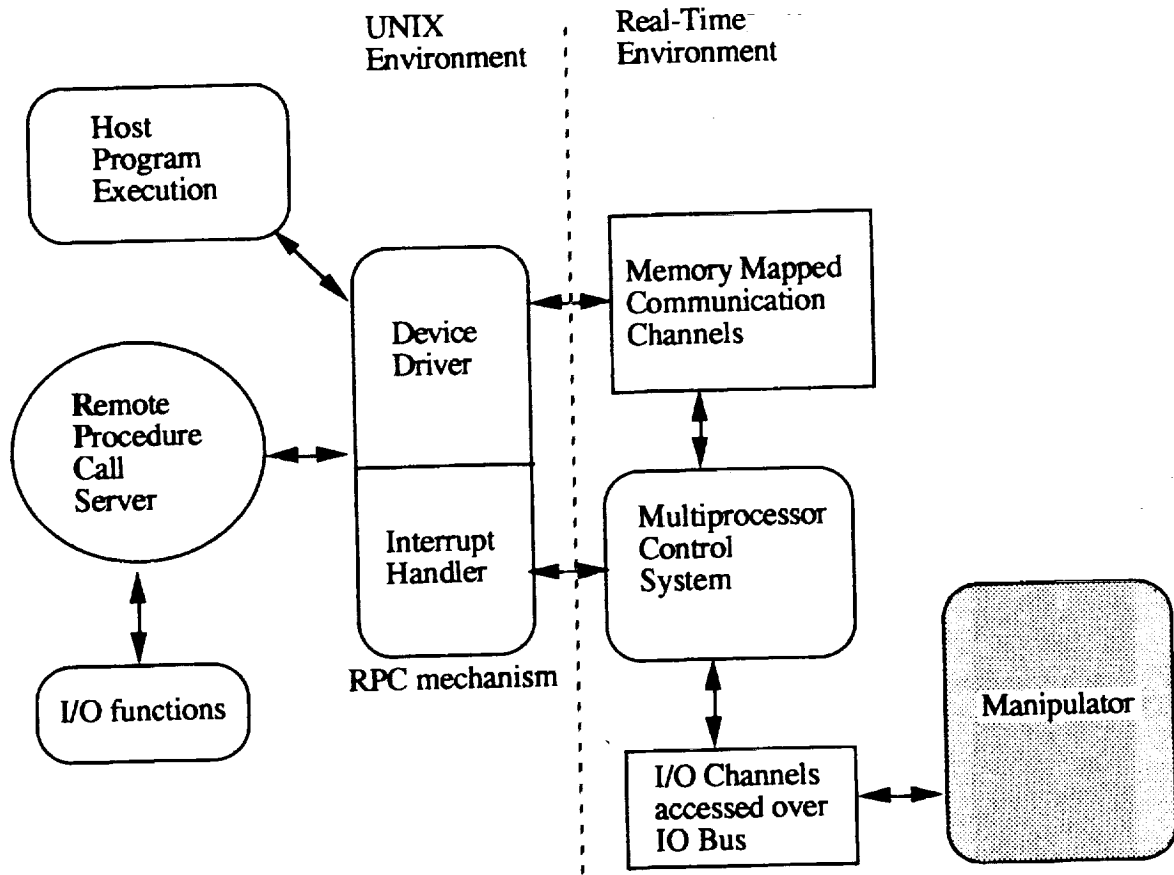 UNIX
Environment
Real-Time
Environment
Host
Program
Execution
Memory Mapped
Communication
Channels
Device
Driver
Remote
Procedure
Call
Server
Interrupt
Handler
Multiprocessor
Control
System
RPC mechanism
I/O functions
Manipulator
I/O Channels
accessed over
IO Bus